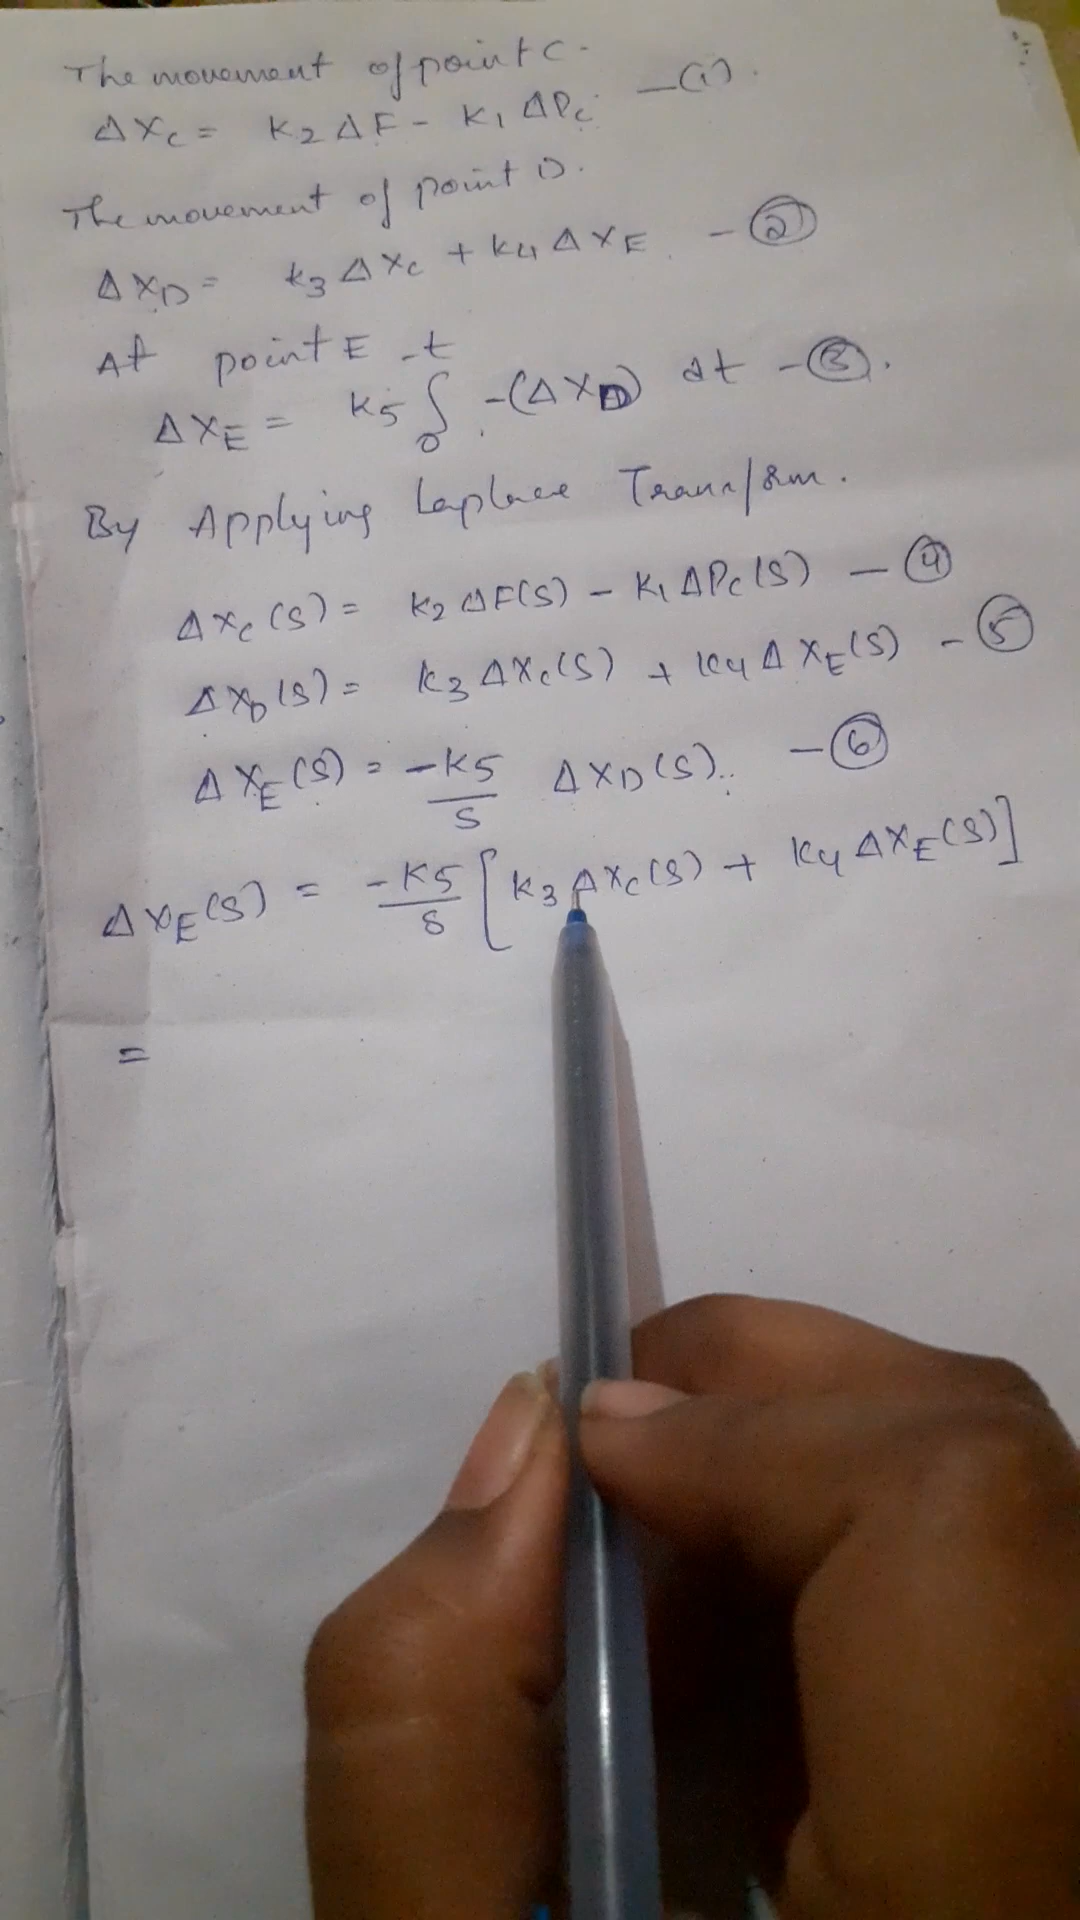 The movement of point C.
ΔXc = K2 ΔF - K1 ΔPc —(1).
The movement of point D.
ΔXD = K3 ΔXc + K4 ΔXE. - ②
At point E
ΔXE = K5 ∫₀ᵗ -(ΔXD) dt - ③.
By Applying Laplace Transform.
ΔXc(S) = K2 ΔF(S) - K1 ΔPc(S) — ④
ΔXD(S) = K3 ΔXc(S) + K4 ΔXE(S) - ⑤
ΔXE(S) = -K5/S ΔXD(S).. - ⑥
ΔXE(S) = -K5/S [K3 ΔXc(S) + K4 ΔXE(S)]
=